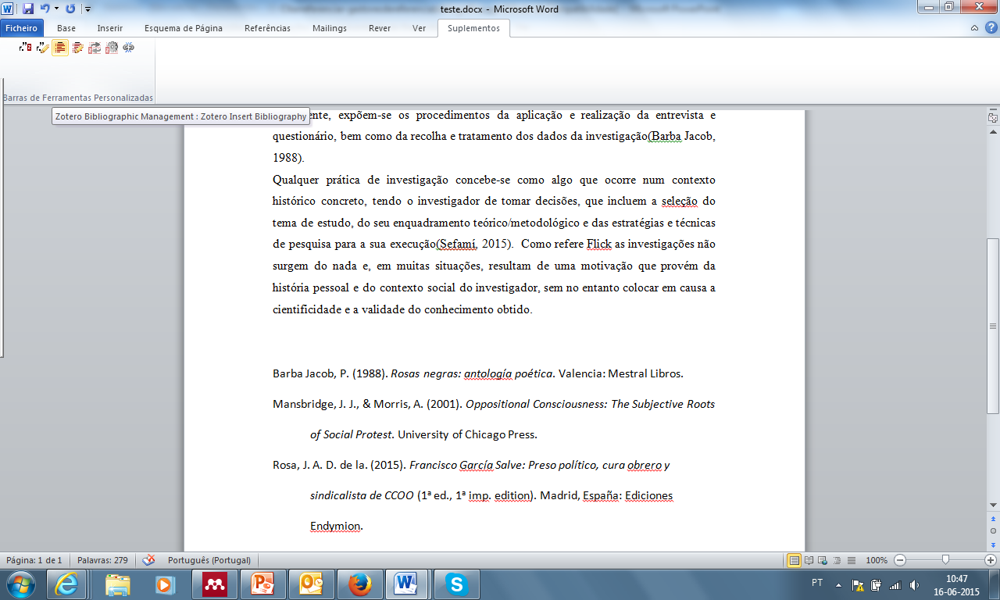 teste.docx - Microsoft Word
Ficheiro Base Inserir Esquema de Página Referências Mailings Rever Ver Suplementos
Barras de Ferramentas Personalizadas
Zotero Bibliographic Management : Zotero Insert Bibliography
ente, expõem-se os procedimentos da aplicação e realização da entrevista e
questionário, bem como da recolha e tratamento dos dados da investigação(Barba Jacob,
1988).
Qualquer prática de investigação concebe-se como algo que ocorre num contexto
histórico concreto, tendo o investigador de tomar decisões, que incluem a seleção do
tema de estudo, do seu enquadramento teórico/metodológico e das estratégias e técnicas
de pesquisa para a sua execução(Sefamí, 2015). Como refere Flick as investigações não
surgem do nada e, em muitas situações, resultam de uma motivação que provém da
história pessoal e do contexto social do investigador, sem no entanto colocar em causa a
cientificidade e a validade do conhecimento obtido.
Barba Jacob, P. (1988). Rosas negras: antología poética. Valencia: Mestral Libros.
Mansbridge, J. J., & Morris, A. (2001). Oppositional Consciousness: The Subjective Roots
of Social Protest. University of Chicago Press.
Rosa, J. A. D. de la. (2015). Francisco García Salve: Preso político, cura obrero y
sindicalista de CCOO (1ª ed., 1ª imp. edition). Madrid, España: Ediciones
Endymion.
Página: 1 de 1 Palavras: 279 Português (Portugal) 100%
PT 10:47
16-06-2015